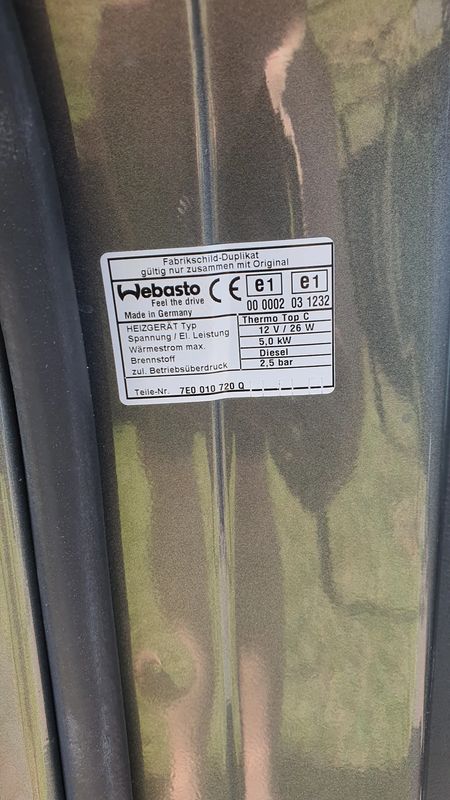 Fabrikschild-Duplikat
gültig nur zusammen mit Original
Webasto CE e1 e1
Feel the drive 00 0002 03 1232
Made in Germany
HEIZGERÄT Typ Thermo Top C
Spannung / El. Leistung 12 V / 26 W
Wärmestrom max. 5,0 kW
Brennstoff Diesel
zul. Betriebsüberdruck 2,5 bar
Teile-Nr. 7E0 010 720 Q